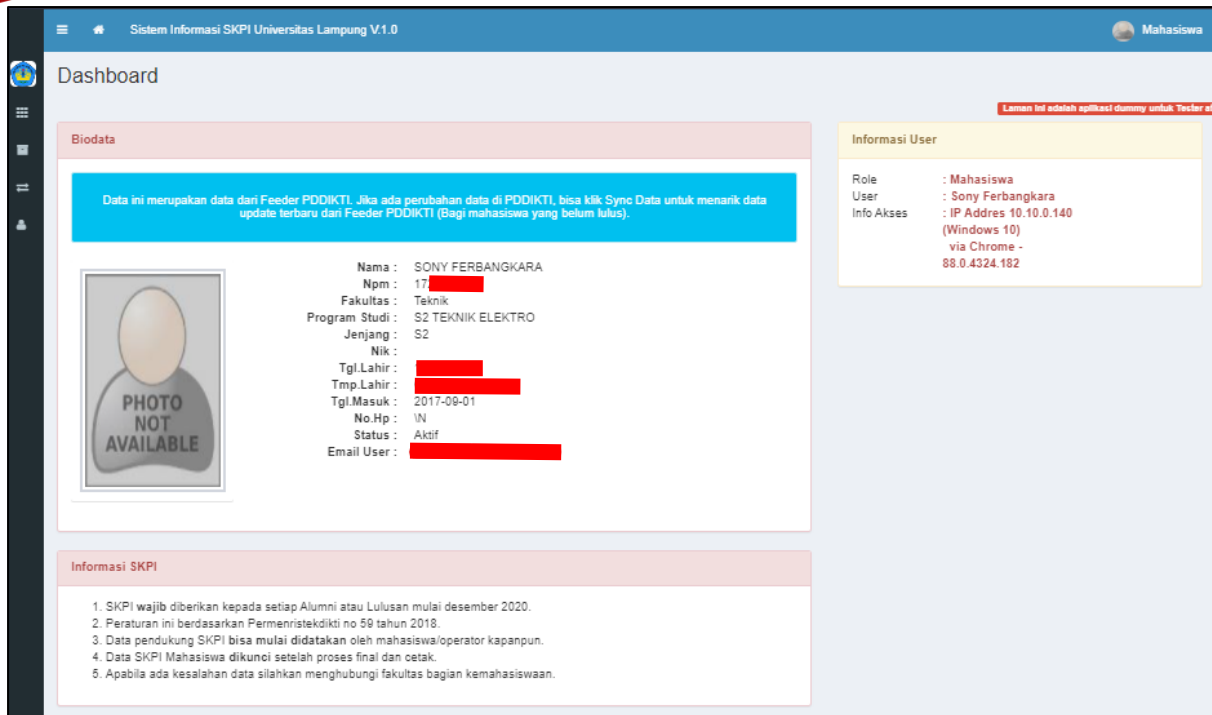 Sistem Informasi SKPI Universitas Lampung V.1.0
Mahasiswa
Dashboard
Laman ini adalah aplikasi dummy untuk Tester
Biodata
Data ini merupakan data dari Feeder PDDIKTI. Jika ada perubahan data di PDDIKTI, bisa klik Sync Data untuk menarik data
update terbaru dari Feeder PDDIKTI (Bagi mahasiswa yang belum lulus).
PHOTO
NOT
AVAILABLE
Nama : SONY FERBANGKARA
Npm : 17
Fakultas : Teknik
Program Studi : S2 TEKNIK ELEKTRO
Jenjang : S2
Nik :
Tgl.Lahir :
Tmp.Lahir :
Tgl.Masuk : 2017-09-01
No.Hp : \N
Status : Aktif
Email User :
Informasi User
Role : Mahasiswa
User : Sony Ferbangkara
Info Akses : IP Addres 10.10.0.140
(Windows 10)
via Chrome -
88.0.4324.182
Informasi SKPI
1. SKPI wajib diberikan kepada setiap Alumni atau Lulusan mulai desember 2020.
2. Peraturan ini berdasarkan Permenristekdikti no 59 tahun 2018.
3. Data pendukung SKPI bisa mulai didatakan oleh mahasiswa/operator kapanpun.
4. Data SKPI Mahasiswa dikunci setelah proses final dan cetak.
5. Apabila ada kesalahan data silahkan menghubungi fakultas bagian kemahasiswaan.